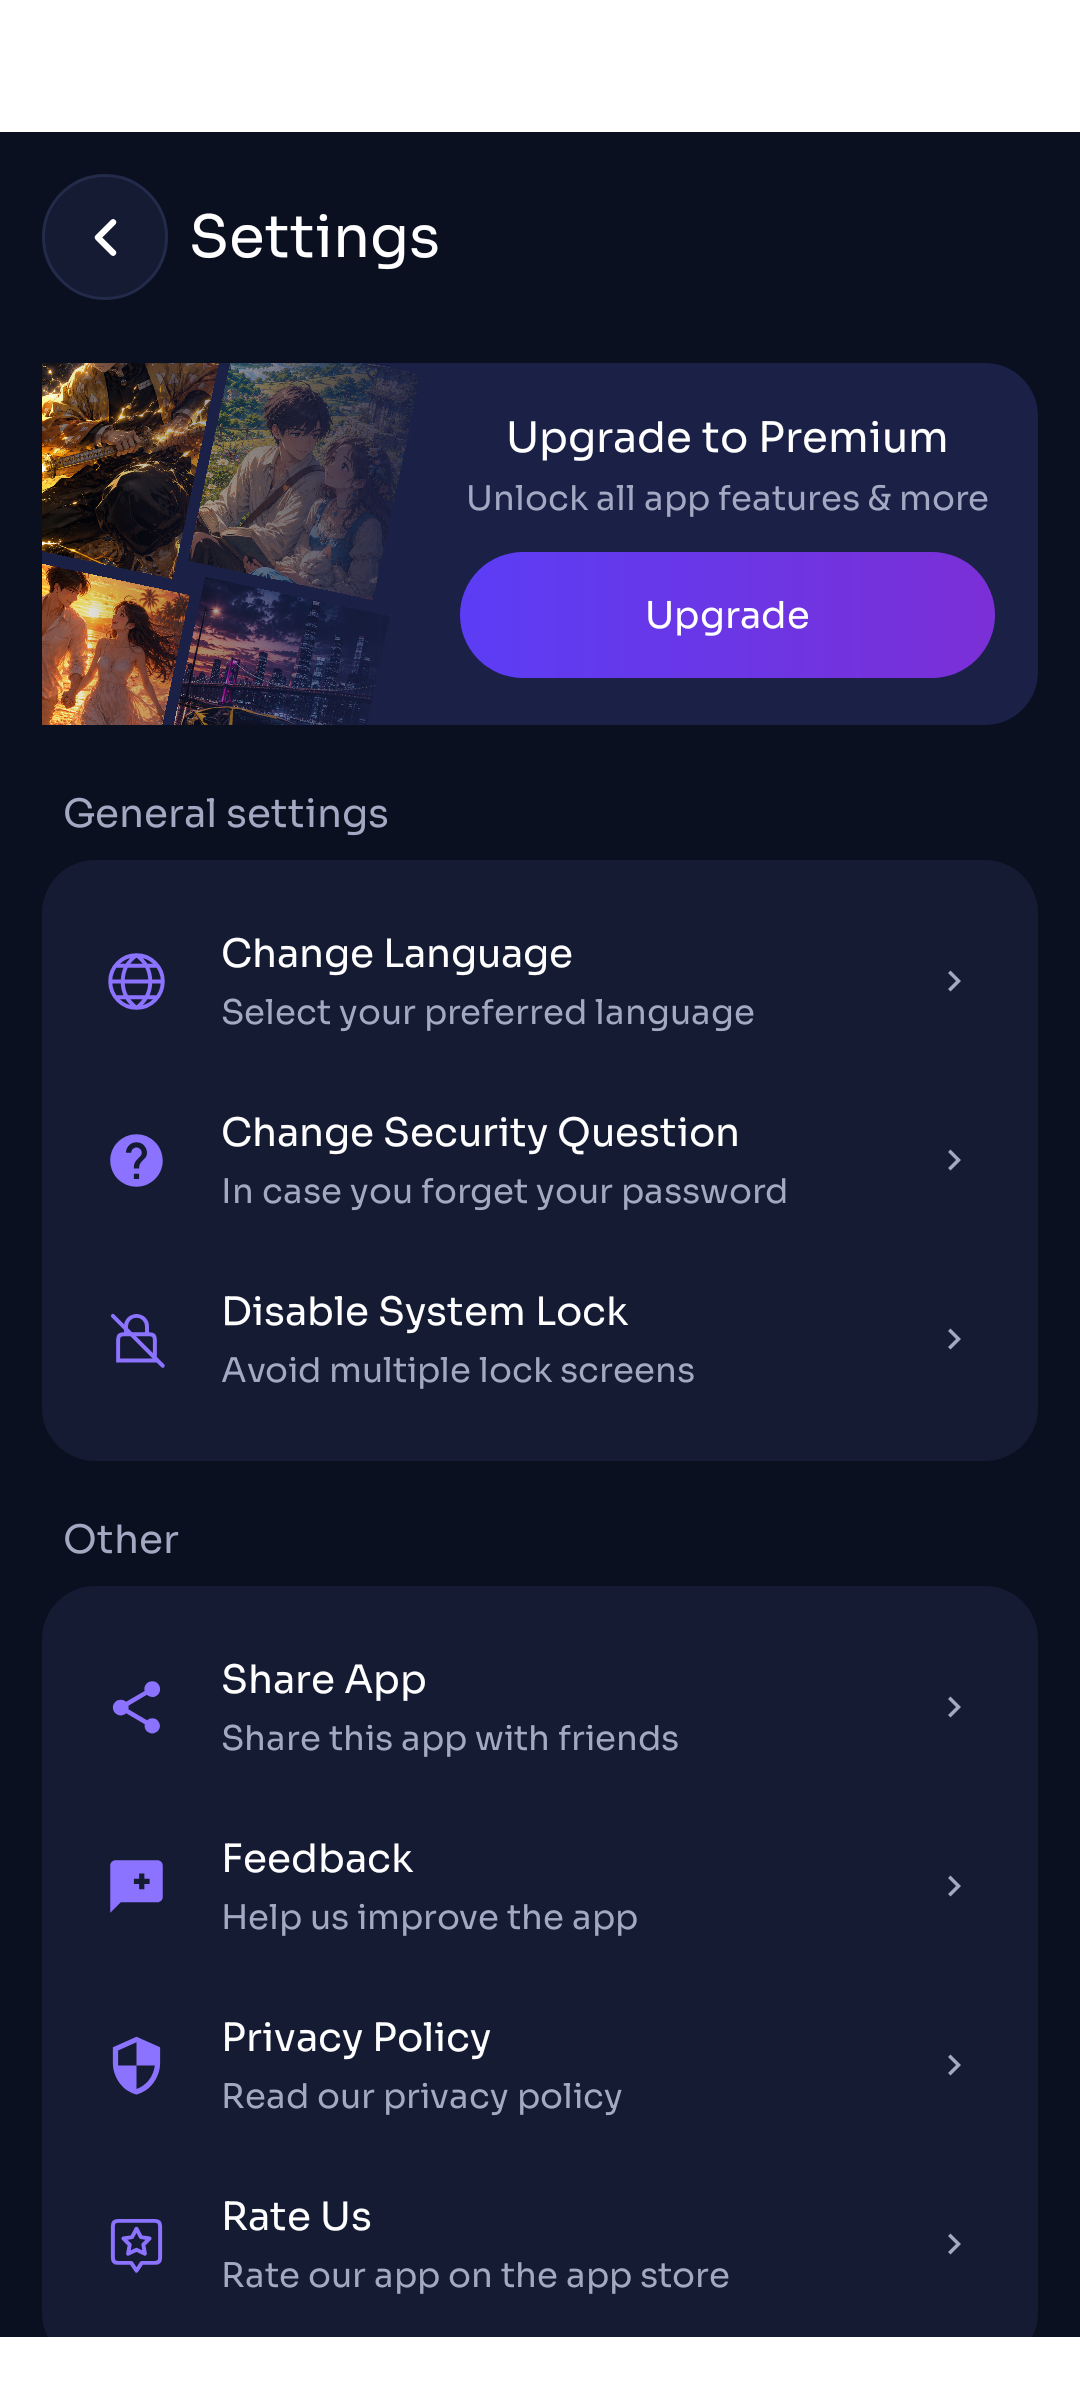 Settings
Upgrade to Premium
Unlock all app features & more
Upgrade
General settings
Change Language
Select your preferred language
Change Security Question
In case you forget your password
Disable System Lock
Avoid multiple lock screens
Other
Share App
Share this app with friends
Feedback
Help us improve the app
Privacy Policy
Read our privacy policy
Rate Us
Rate our app on the app store